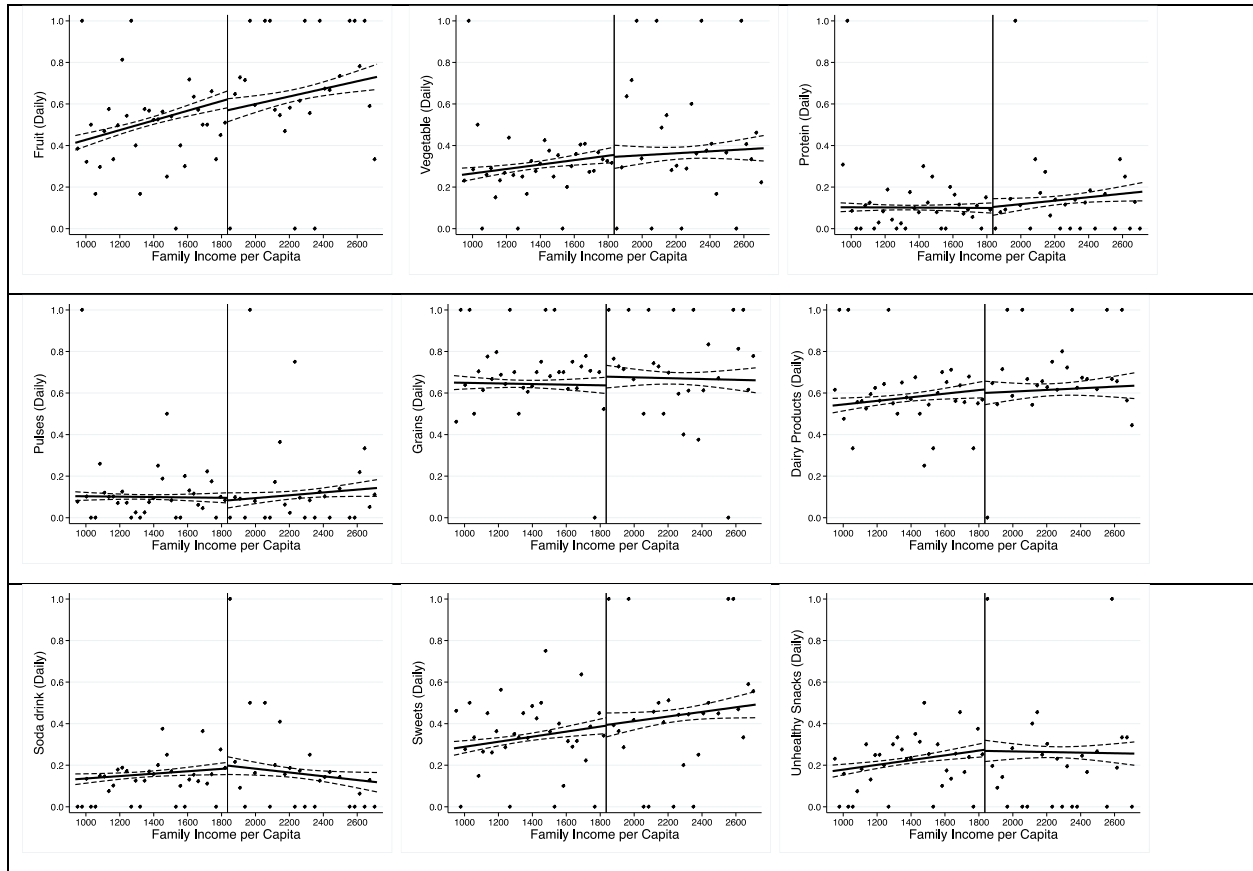 Fruit (Daily)
1.0
0.8
0.6
0.4
0.2
0.0
1000 1200 1400 1600 1800 2000 2200 2400 2600
Family Income per Capita
Vegetable (Daily)
1.0
0.8
0.6
0.4
0.2
0.0
1000 1200 1400 1600 1800 2000 2200 2400 2600
Family Income per Capita
Protein (Daily)
1.0
0.8
0.6
0.4
0.2
0.0
1000 1200 1400 1600 1800 2000 2200 2400 2600
Family Income per Capita
Pulses (Daily)
1.0
0.8
0.6
0.4
0.2
0.0
1000 1200 1400 1600 1800 2000 2200 2400 2600
Family Income per Capita
Grains (Daily)
1.0
0.8
0.6
0.4
0.2
0.0
1000 1200 1400 1600 1800 2000 2200 2400 2600
Family Income per Capita
Dairy Products (Daily)
1.0
0.8
0.6
0.4
0.2
0.0
1000 1200 1400 1600 1800 2000 2200 2400 2600
Family Income per Capita
Soda drink (Daily)
1.0
0.8
0.6
0.4
0.2
0.0
1000 1200 1400 1600 1800 2000 2200 2400 2600
Family Income per Capita
Sweets (Daily)
1.0
0.8
0.6
0.4
0.2
0.0
1000 1200 1400 1600 1800 2000 2200 2400 2600
Family Income per Capita
Unhealthy Snacks (Daily)
1.0
0.8
0.6
0.4
0.2
0.0
1000 1200 1400 1600 1800 2000 2200 2400 2600
Family Income per Capita